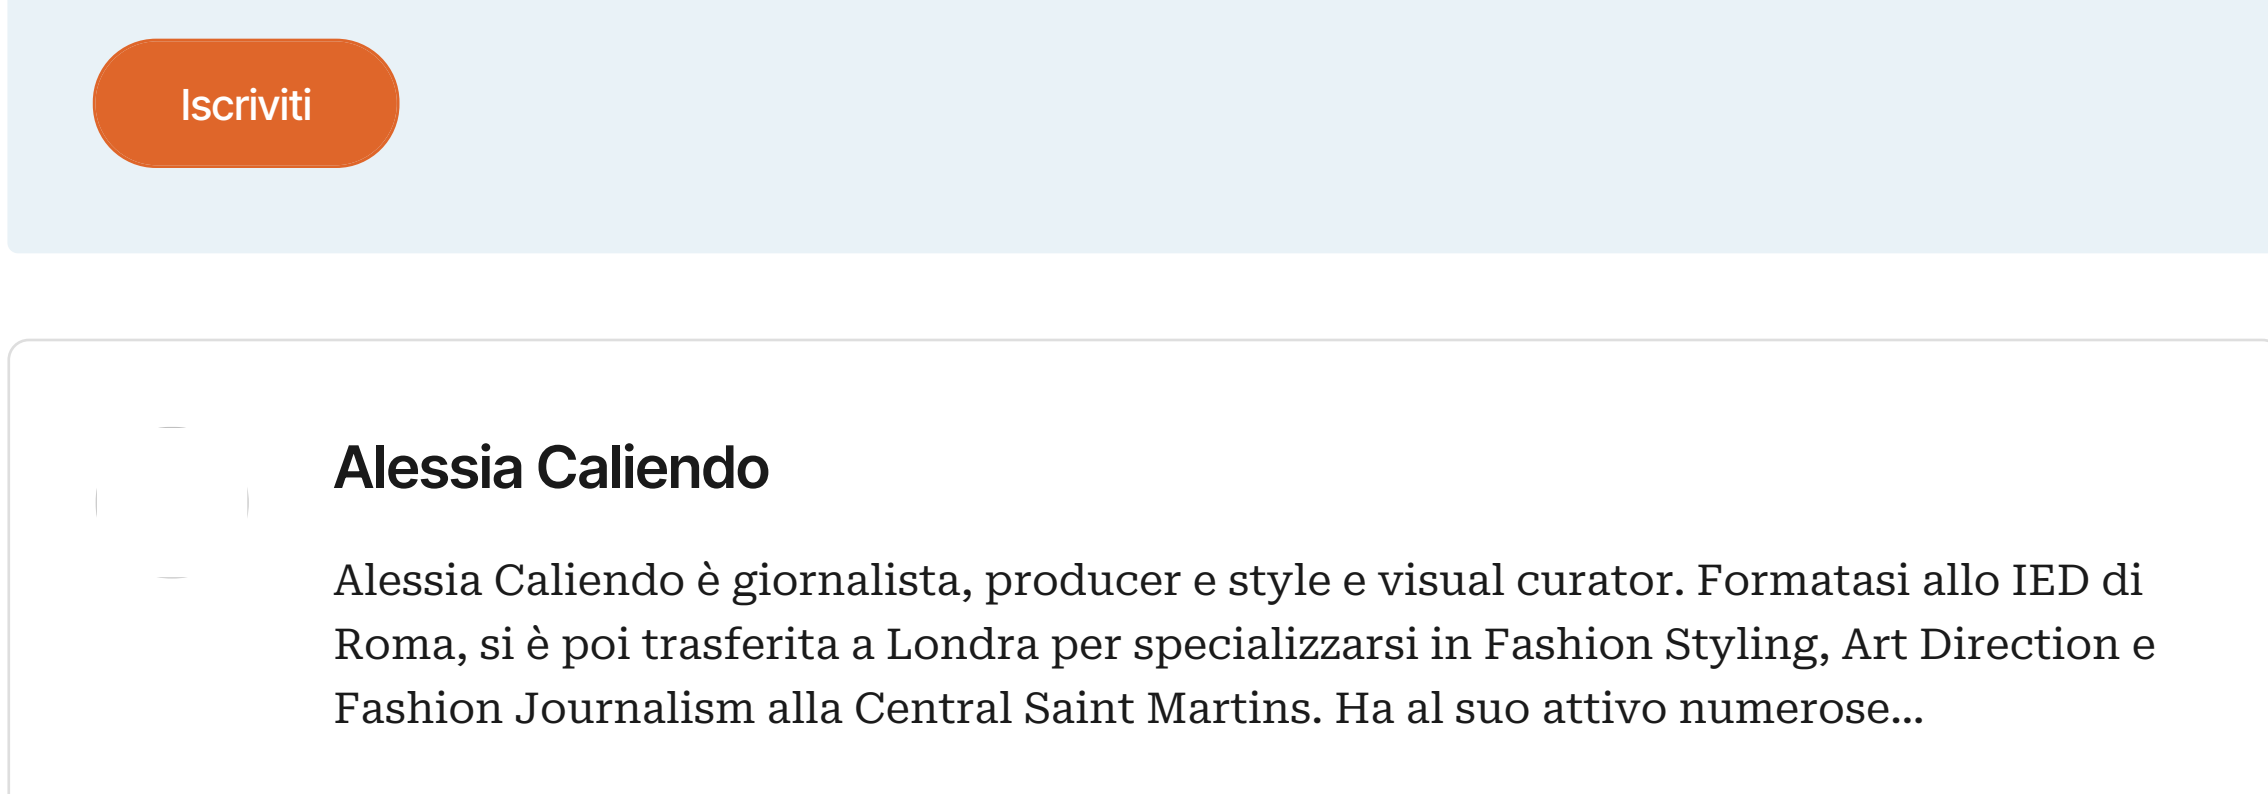 Iscriviti
Alessia Caliendo
Alessia Caliendo è giornalista, producer e style e visual curator. Formatasi allo IED di
Roma, si è poi trasferita a Londra per specializzarsi in Fashion Styling, Art Direction e
Fashion Journalism alla Central Saint Martins. Ha al suo attivo numerose…